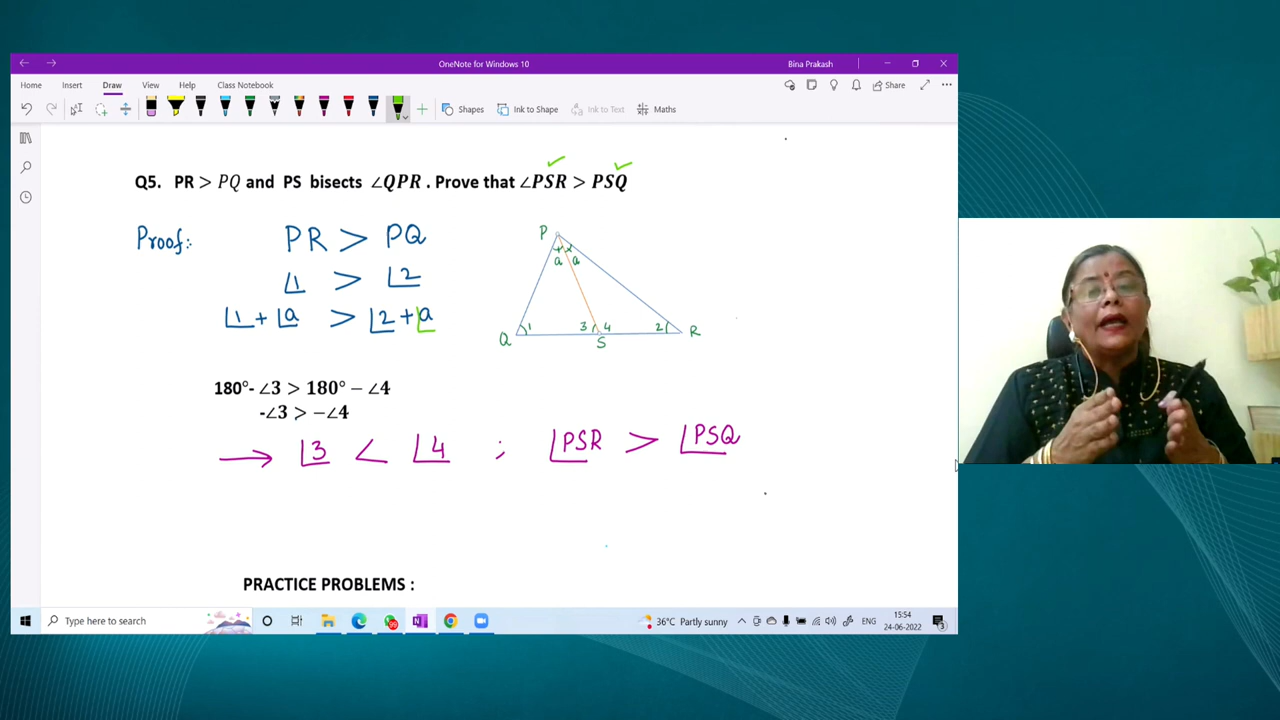 OneNote for Windows 10
Bina Prakash
Home Insert Draw View Help Class Notebook
Share
Shapes Ink to Shape Ink to Text Maths
Q5. PR > PQ and PS bisects ∠QPR . Prove that ∠PSR > PSQ
Proof:
PR > PQ
∠1 > ∠2
∠1 + ∠a > ∠2 + ∠a
P
a a
1 3 4 2
Q S R
180°- ∠3 > 180° − ∠4
-∠3 > −∠4
→ ∠3 < ∠4 ; ∠PSR > ∠PSQ
PRACTICE PROBLEMS :
Type here to search
99
36°C Partly sunny
ENG
15:54
24-06-2022
3